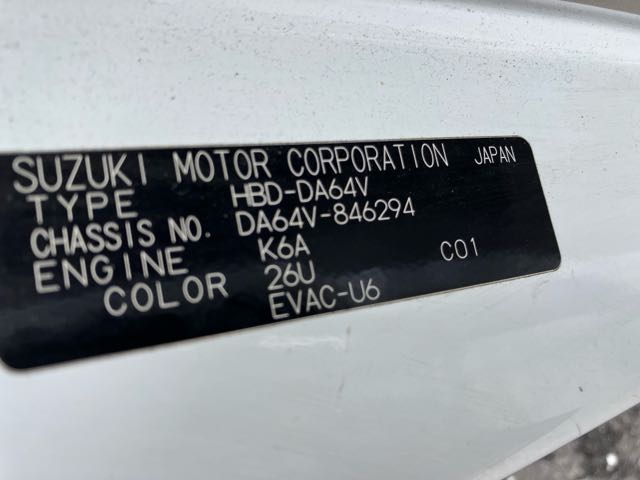 SUZUKI MOTOR CORPORATION JAPAN
TYPE HBD-DA64V
CHASSIS NO. DA64V-846294
ENGINE K6A C01
COLOR 26U
EVAC-U6